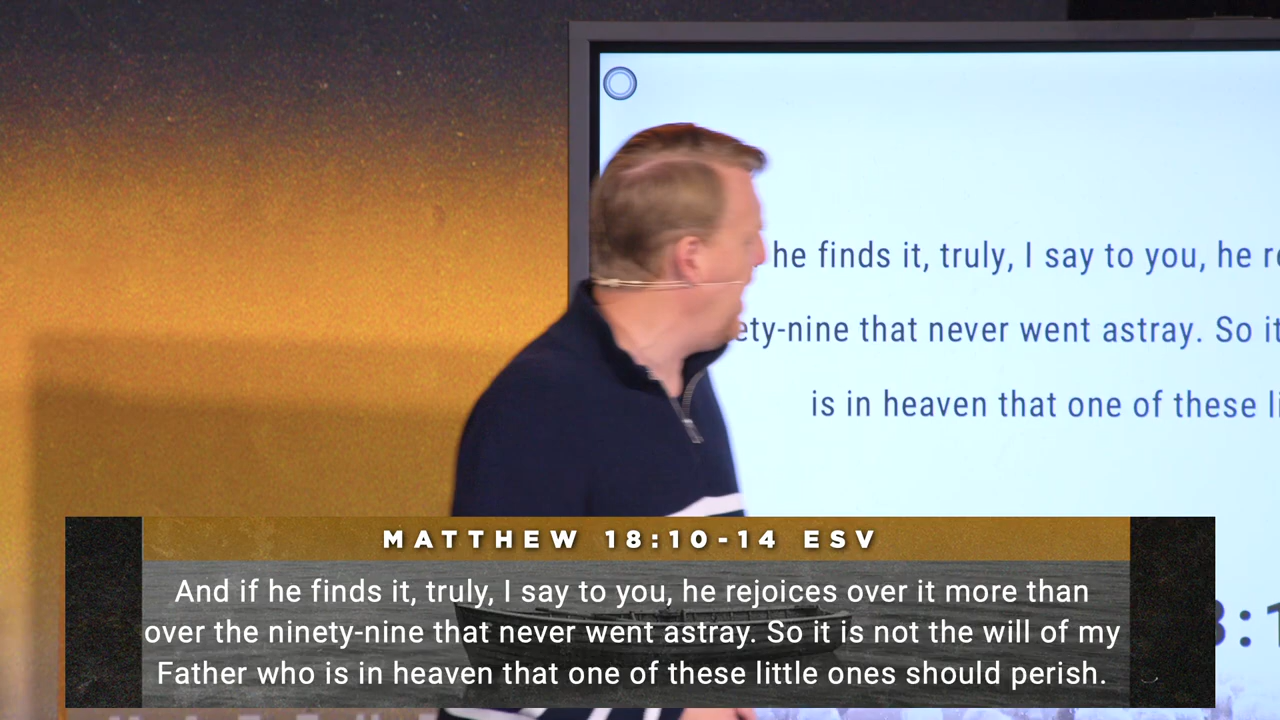 he finds it, truly, I say to you, he re
ety-nine that never went astray. So it
is in heaven that one of these li
MATTHEW 18:10-14 ESV
And if he finds it, truly, I say to you, he rejoices over it more than
over the ninety-nine that never went astray. So it is not the will of my
Father who is in heaven that one of these little ones should perish.